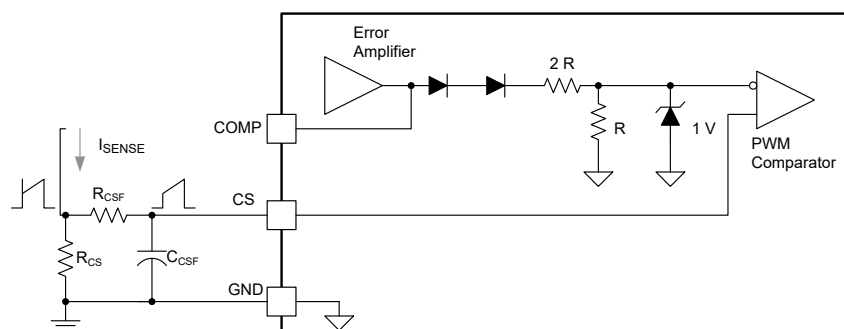 Error
Amplifier
2 R
COMP
R
1 V
PWM
Comparator
I_SENSE
R_CSF
CS
R_CS
C_CSF
GND